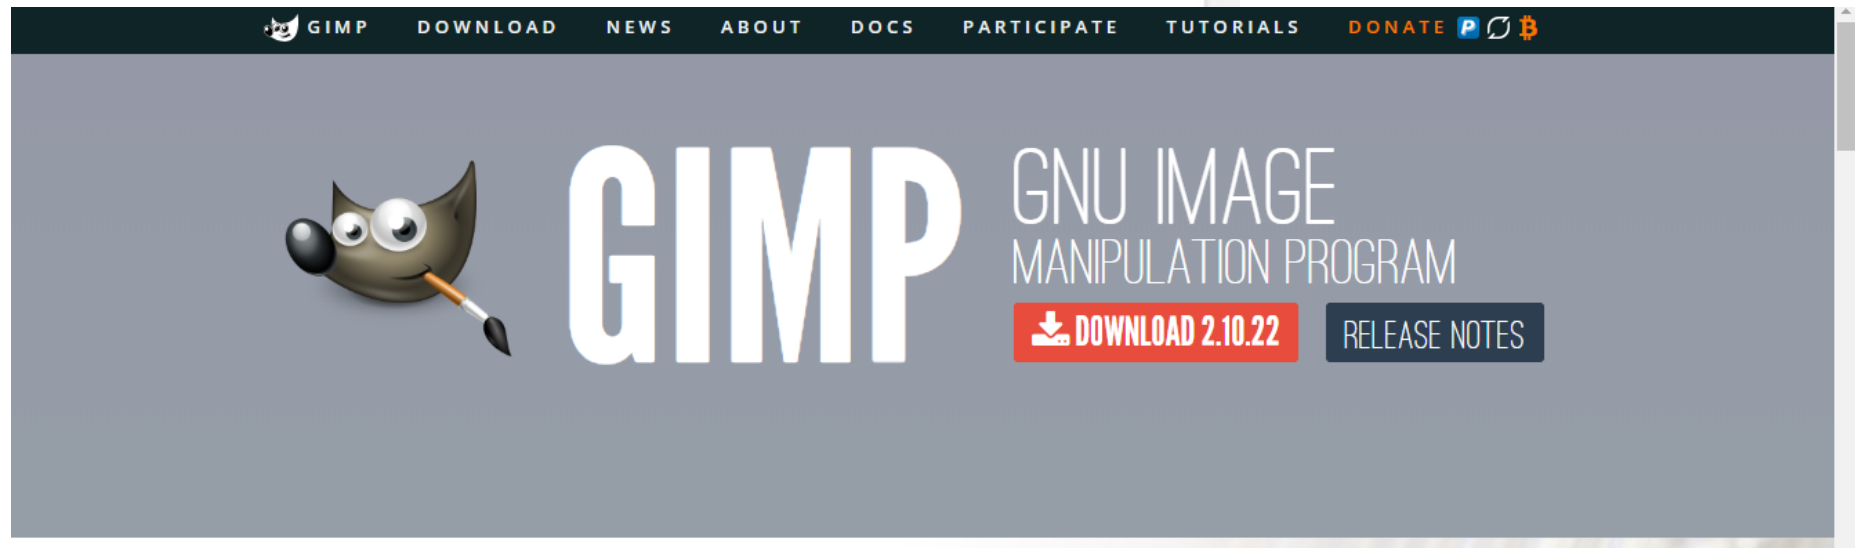 GIMP DOWNLOAD NEWS ABOUT DOCS PARTICIPATE TUTORIALS DONATE
GIMP
GNU IMAGE
MANIPULATION PROGRAM
DOWNLOAD 2.10.22 RELEASE NOTES